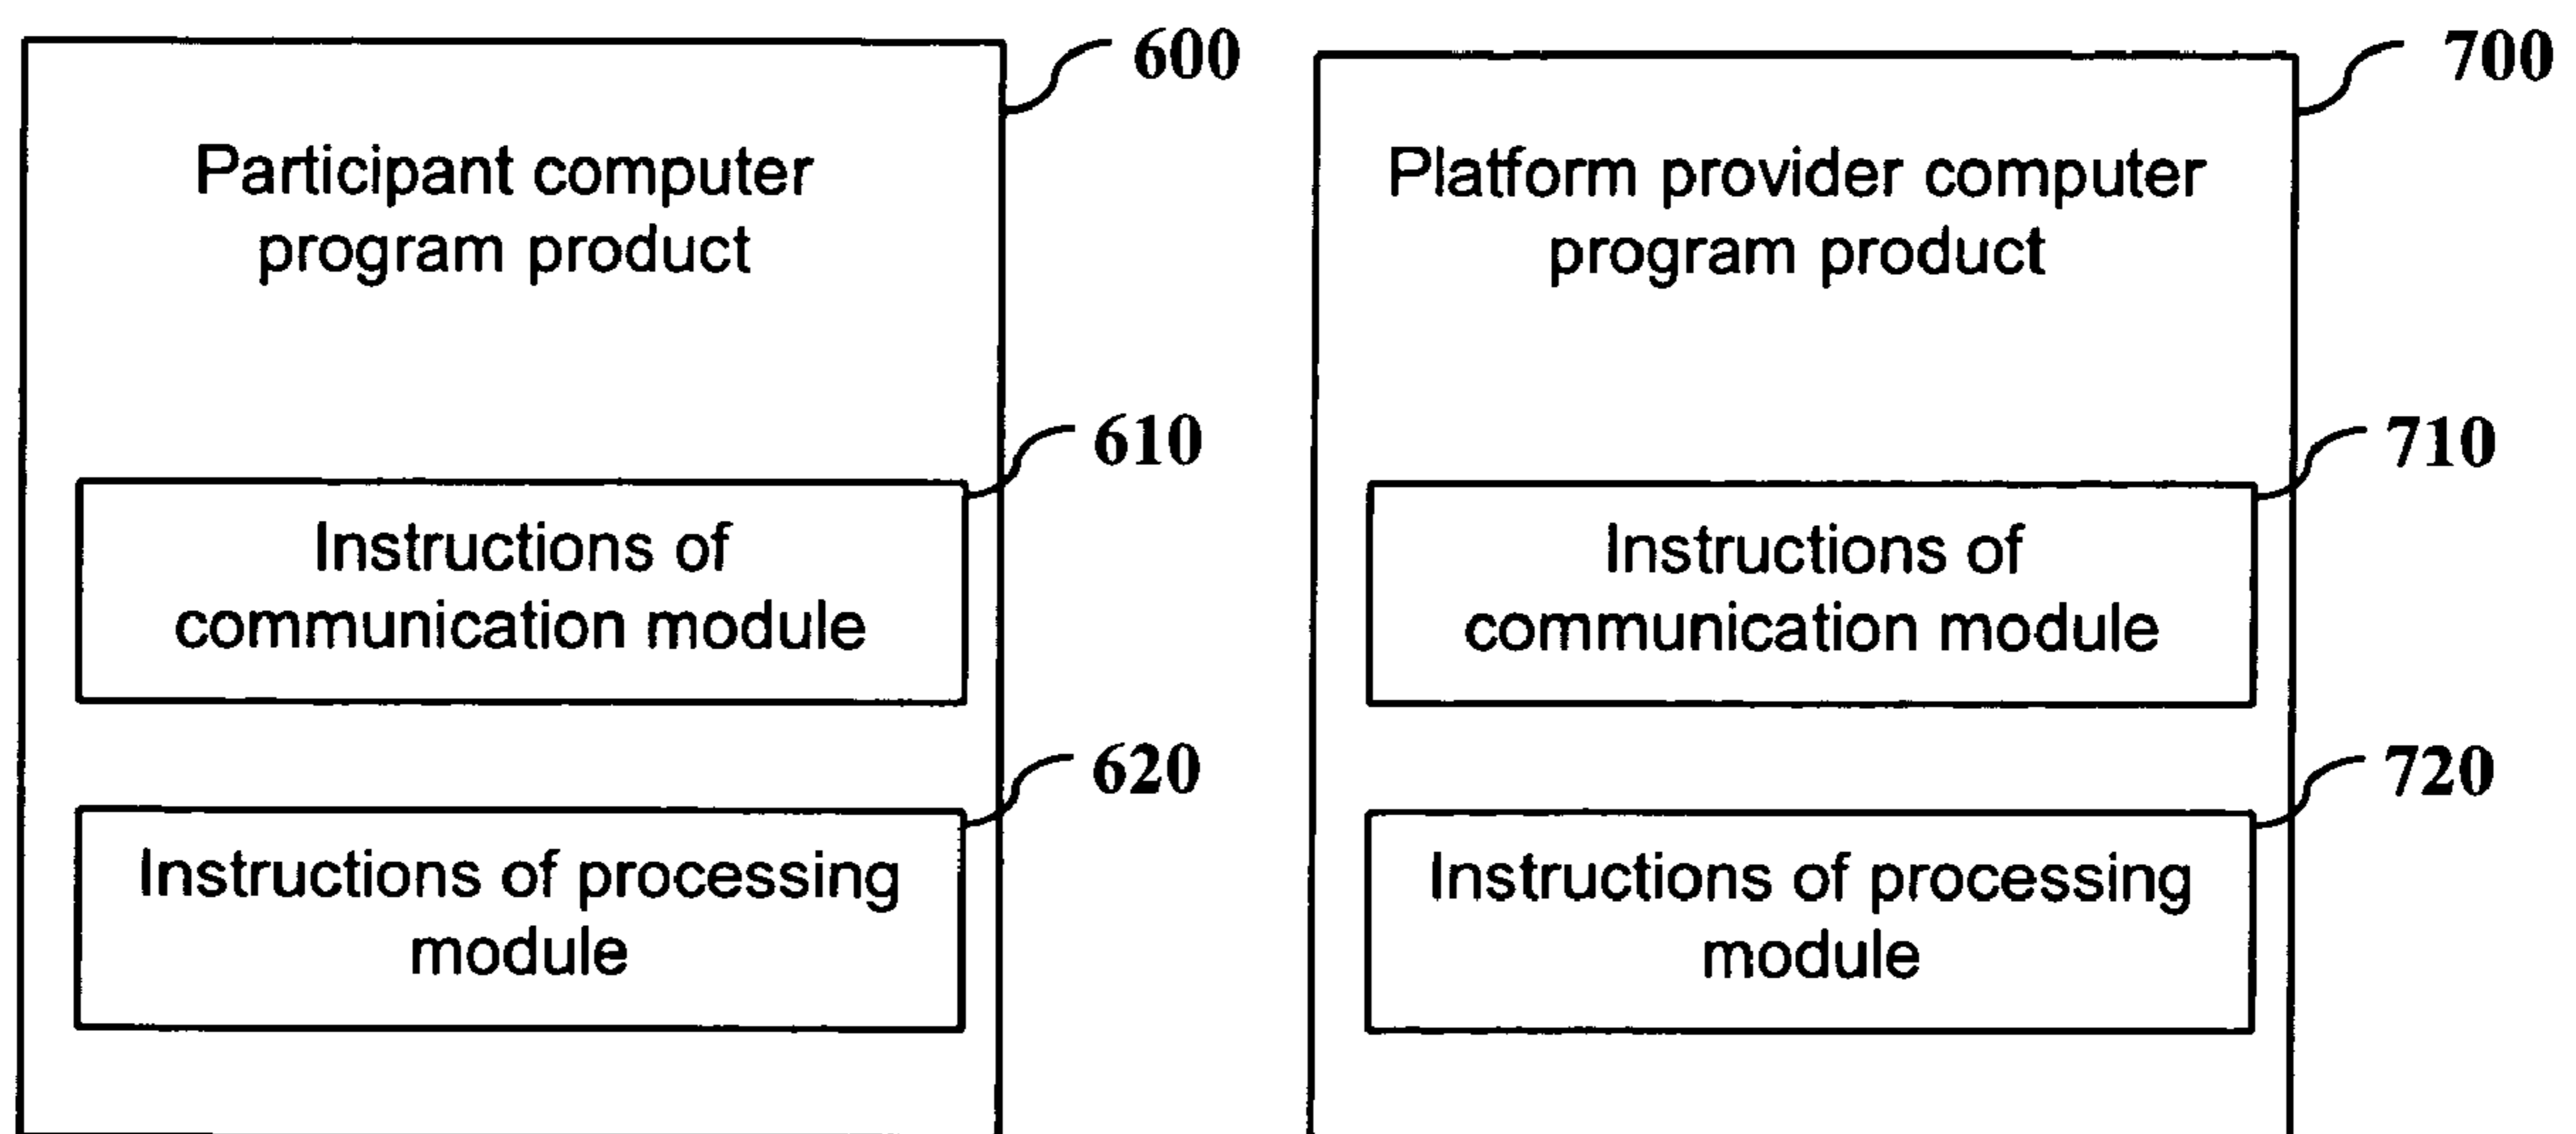 600
Participant computer
program product
610
Instructions of
communication module
620
Instructions of processing
module
700
Platform provider computer
program product
710
Instructions of
communication module
720
Instructions of processing
module